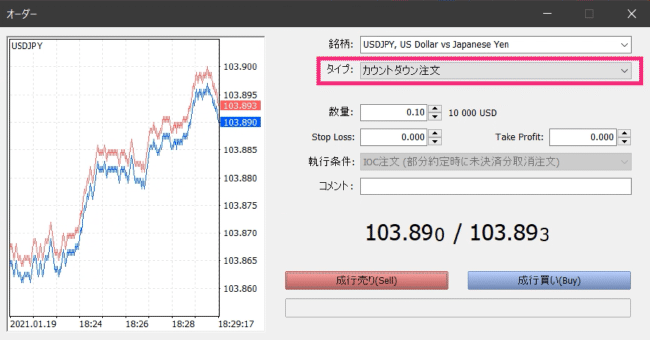 オーダー
USDJPY
103.900
103.895
103.893
103.890
103.885
103.880
103.875
103.870
103.865
103.860
2021.01.19 18:24 18:26 18:28 18:29:17
銘柄: USDJPY, US Dollar vs Japanese Yen
タイプ: カウントダウン注文
数量: 0.10 10 000 USD
Stop Loss: 0.000 Take Profit: 0.000
執行条件: IOC注文 (部分約定時に未決済分取消注文)
コメント:
103.890 / 103.893
成行売り(Sell) 成行買い(Buy)